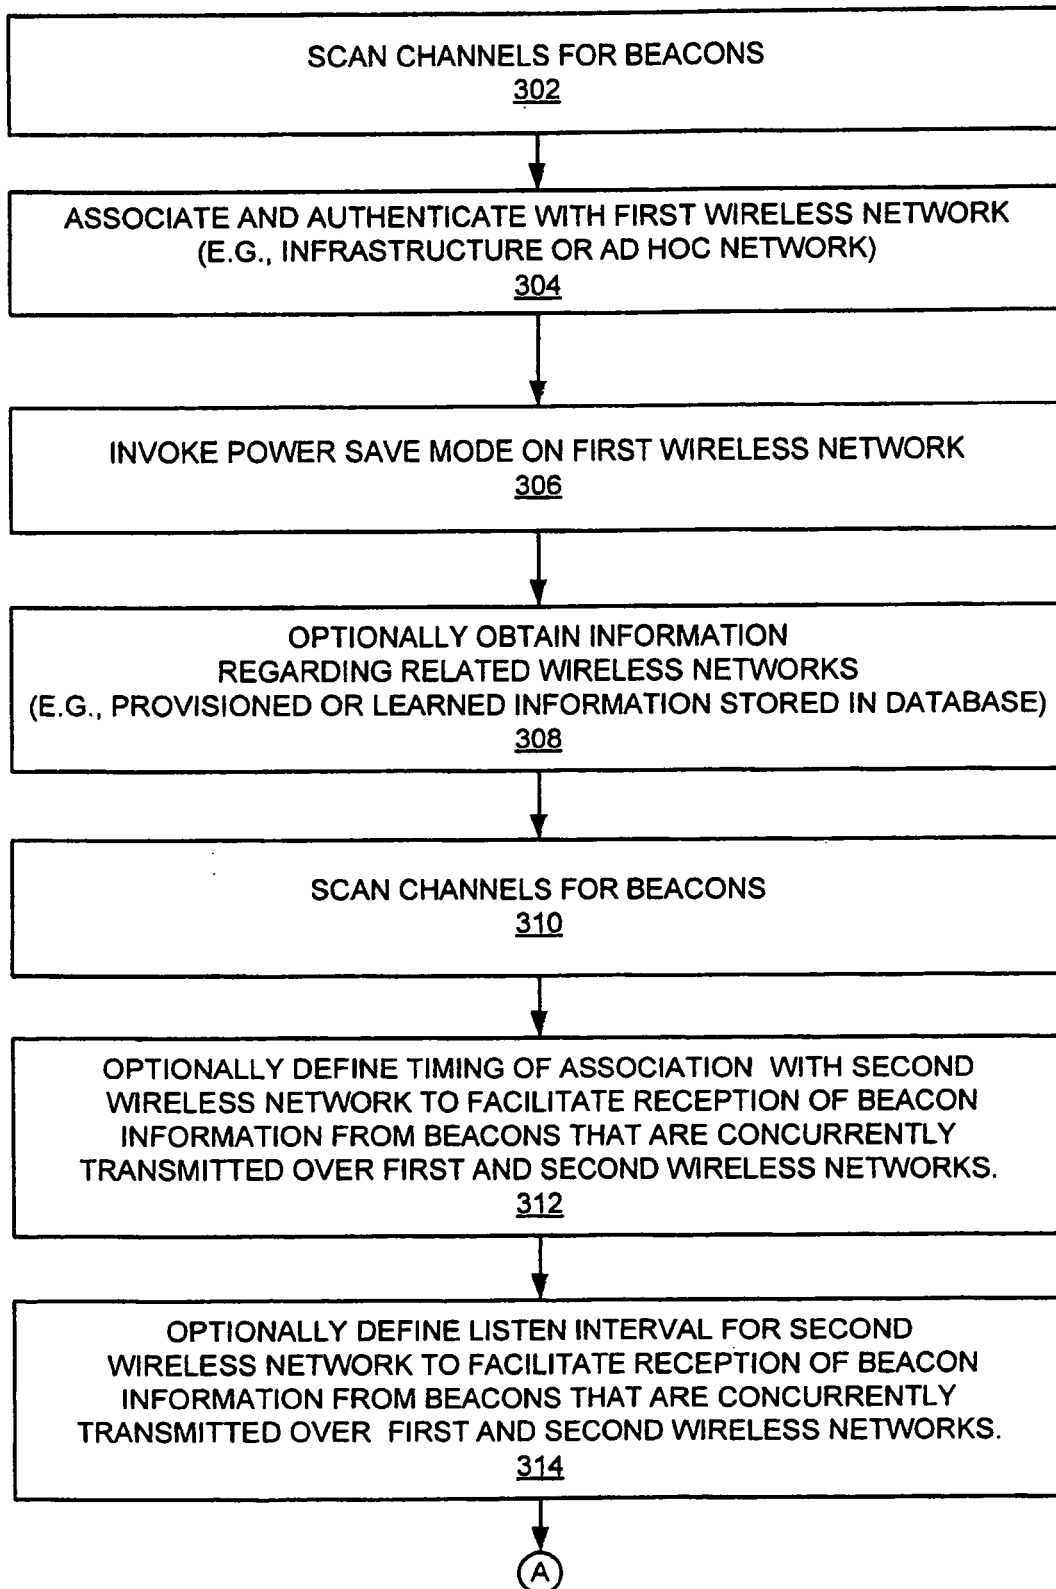 SCAN CHANNELS FOR BEACONS
302
ASSOCIATE AND AUTHENTICATE WITH FIRST WIRELESS NETWORK
(E.G., INFRASTRUCTURE OR AD HOC NETWORK)
304
INVOKE POWER SAVE MODE ON FIRST WIRELESS NETWORK
306
OPTIONALLY OBTAIN INFORMATION
REGARDING RELATED WIRELESS NETWORKS
(E.G., PROVISIONED OR LEARNED INFORMATION STORED IN DATABASE)
308
SCAN CHANNELS FOR BEACONS
310
OPTIONALLY DEFINE TIMING OF ASSOCIATION WITH SECOND
WIRELESS NETWORK TO FACILITATE RECEPTION OF BEACON
INFORMATION FROM BEACONS THAT ARE CONCURRENTLY
TRANSMITTED OVER FIRST AND SECOND WIRELESS NETWORKS.
312
OPTIONALLY DEFINE LISTEN INTERVAL FOR SECOND
WIRELESS NETWORK TO FACILITATE RECEPTION OF BEACON
INFORMATION FROM BEACONS THAT ARE CONCURRENTLY
TRANSMITTED OVER FIRST AND SECOND WIRELESS NETWORKS.
314
A